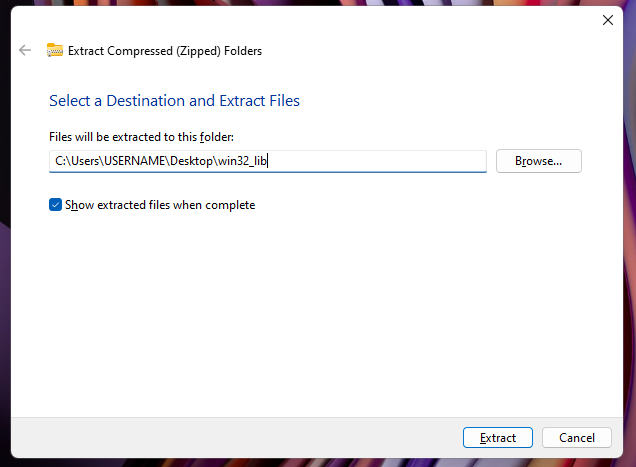 Extract Compressed (Zipped) Folders
Select a Destination and Extract Files
Files will be extracted to this folder:
C:\Users\USERNAME\Desktop\win32_lib
Browse...
Show extracted files when complete
Extract
Cancel